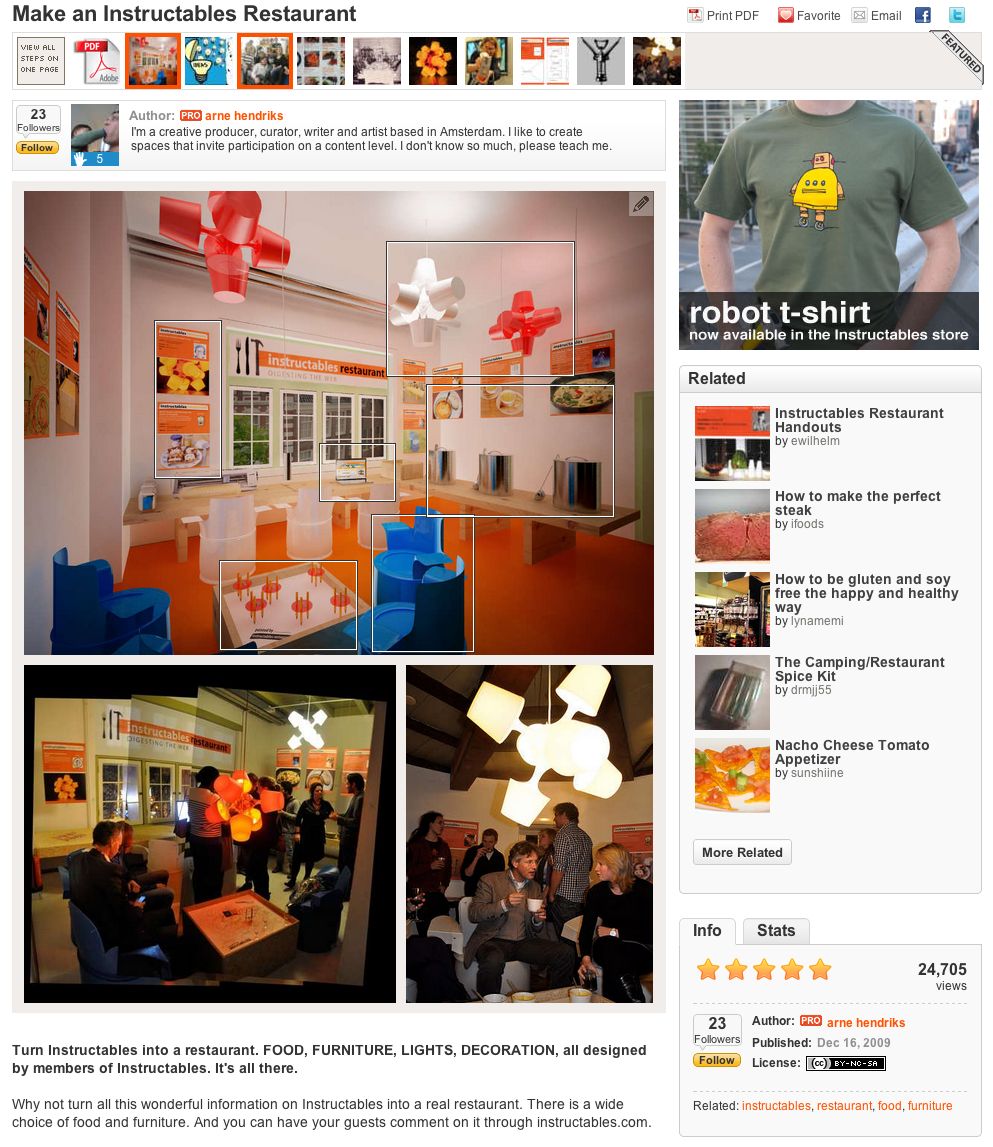 Make an Instructables Restaurant
Print PDF
Favorite
Email
VIEW ALL
STEPS ON
ONE PAGE
PDF
Adobe
IDEAS
FEATURED
23
Followers
Follow
5
Author: PRO arne hendriks
I'm a creative producer, curator, writer and artist based in Amsterdam. I like to create
spaces that invite participation on a content level. I don't know so much, please teach me.
instructables restaurant
DIGESTING THE WEB
instructables restaurant
DIGESTING THE WEB
Turn Instructables into a restaurant. FOOD, FURNITURE, LIGHTS, DECORATION, all designed
by members of Instructables. It's all there.
Why not turn all this wonderful information on Instructables into a real restaurant. There is a wide
choice of food and furniture. And you can have your guests comment on it through instructables.com.
robot t-shirt
now available in the Instructables store
Related
Instructables Restaurant
Handouts
by ewilhelm
How to make the perfect
steak
by ifoods
How to be gluten and soy
free the happy and healthy
way
by lynamemi
The Camping/Restaurant
Spice Kit
by drmjj55
Nacho Cheese Tomato
Appetizer
by sunshiine
More Related
Info
Stats
24,705
views
23
Followers
Follow
Author: PRO arne hendriks
Published: Dec 16, 2009
License: (cc) BY-NC-SA
Related: instructables, restaurant, food, furniture